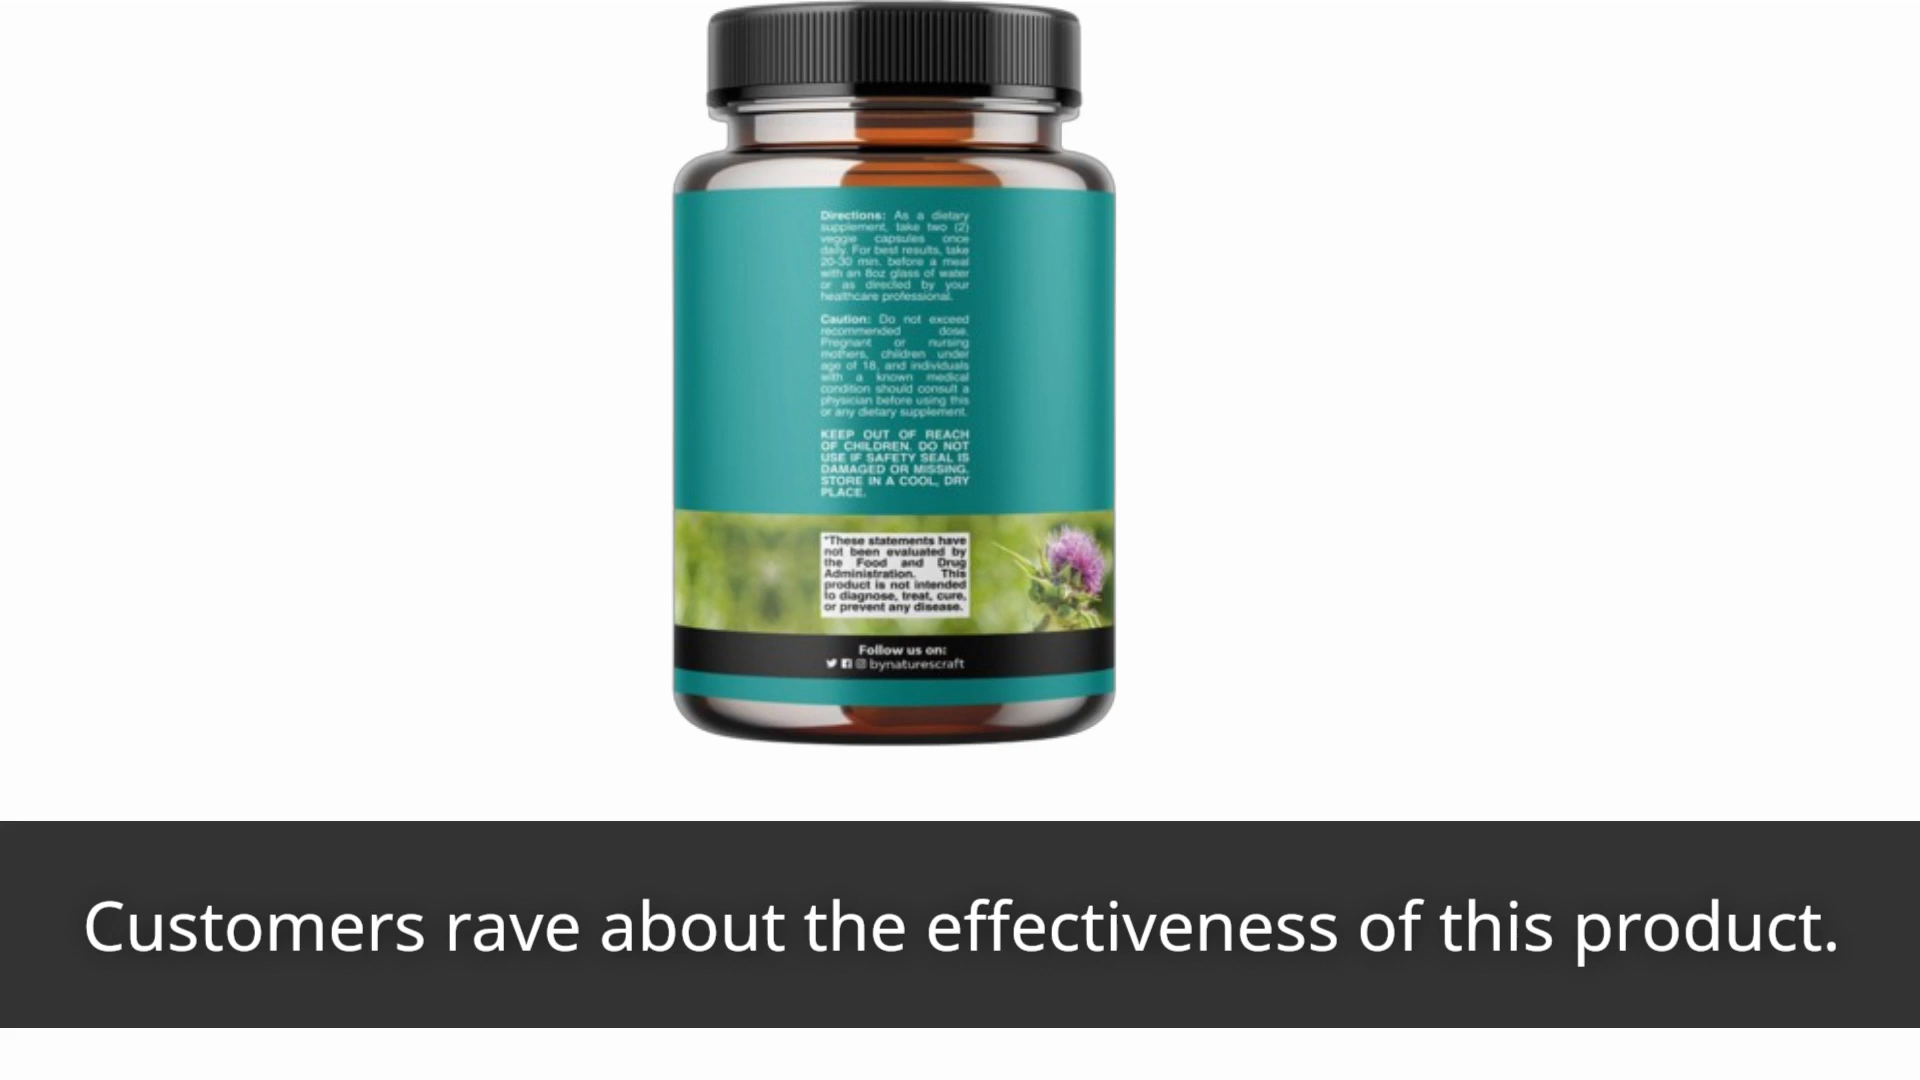 Directions: As a dietary
supplement, take two (2)
veggie capsules once
daily. For best results, take
20-30 min. before a meal
with an 8oz glass of water
or as directed by your
healthcare professional.
Caution: Do not exceed
recommended dose.
Pregnant or nursing
mothers, children under
age of 18, and individuals
with a known medical
condition should consult a
physician before using this
or any dietary supplement.
KEEP OUT OF REACH
OF CHILDREN. DO NOT
USE IF SAFETY SEAL IS
DAMAGED OR MISSING.
STORE IN A COOL, DRY
PLACE.
*These statements have
not been evaluated by
the Food and Drug
Administration. This
product is not intended
to diagnose, treat, cure,
or prevent any disease.
Follow us on:
bynaturescraft
Customers rave about the effectiveness of this product.